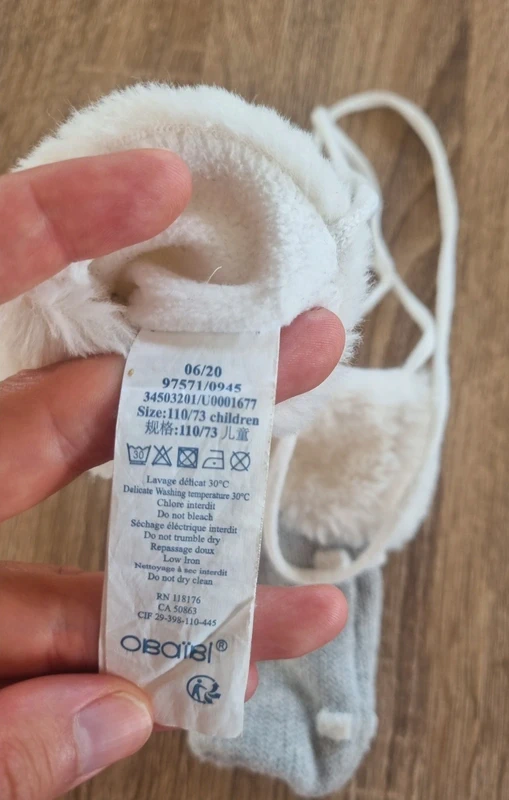 06/20
97571/0945
34503201/U0001677
Size:110/73 children
规格:110/73 儿童
30
Lavage délicat 30°C
Delicate Washing temperature 30°C
Chlore interdit
Do not bleach
Séchage électrique interdit
Do not trumble dry
Repassage doux
Low Iron
Nettoyage à sec interdit
Do not dry clean
RN 118176
CA 50863
CIF 29-398-110-445
OBAÏBI®